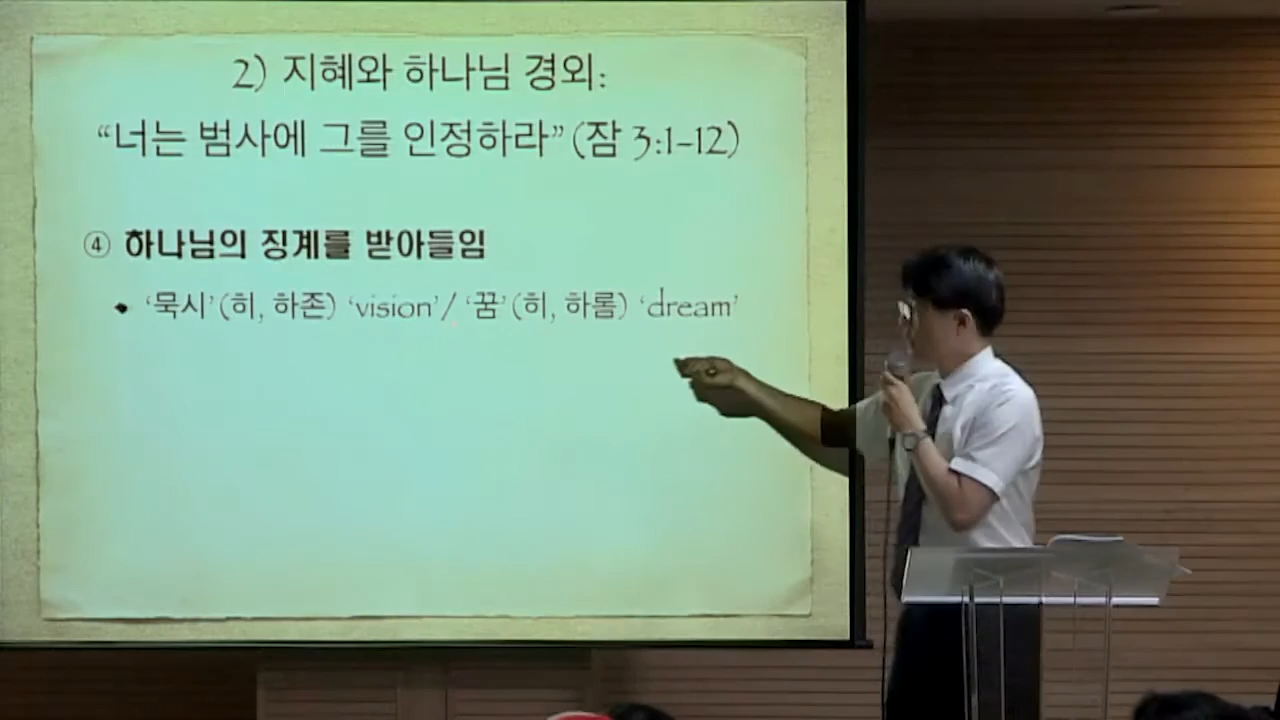 2) 지혜와 하나님 경외:
“너는 범사에 그를 인정하라” (잠 3:1-12)
④ 하나님의 징계를 받아들임
• ‘묵시’ (히, 하존) ‘vision’ / ‘꿈’ (히, 하롬) ‘dream’